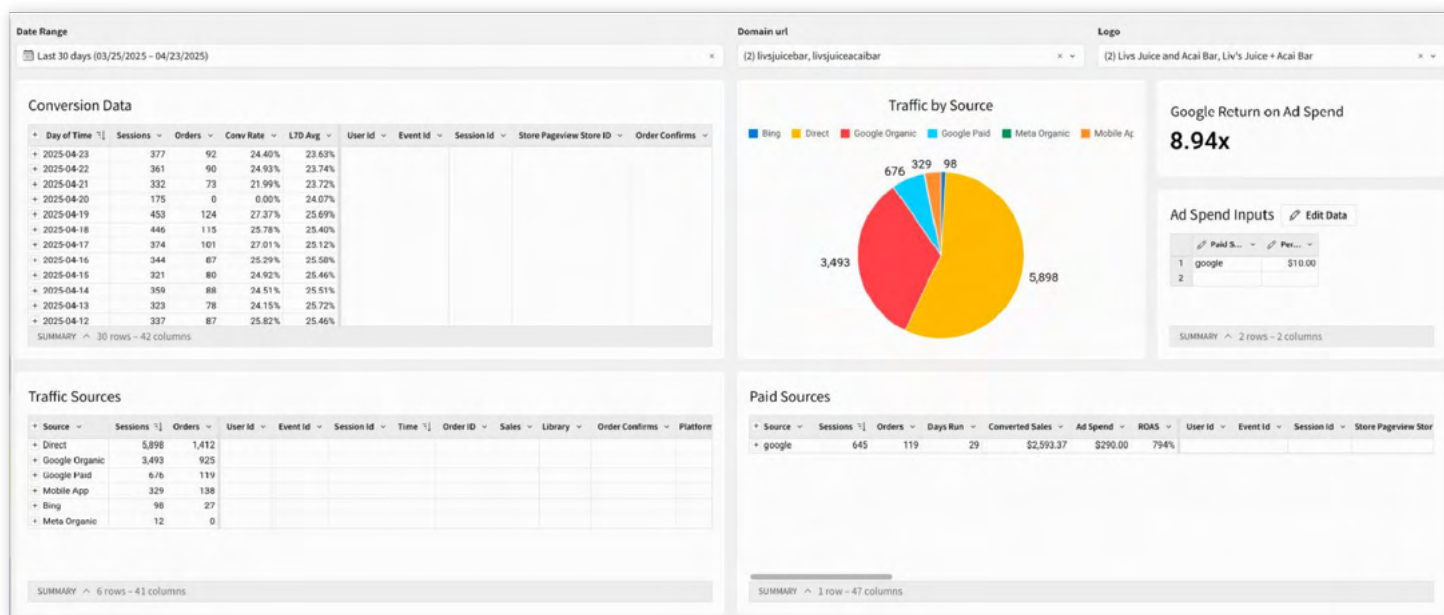 Date Range
Domain url
Logo
Last 30 days (03/25/2025 – 04/23/2025)
(2) livsjuicebar, livsjuiceacaibar
(2) Livs Juice and Acai Bar, Liv's Juice + Acai Bar
Conversion Data
+ Day of Time Sessions Orders Conv Rate L7D Avg User Id Event Id Session Id Store Pageview Store ID Order Confirms
+ 2025-04-23 377 92 24.40% 23.63%
+ 2025-04-22 361 90 24.93% 23.74%
+ 2025-04-21 332 73 21.99% 23.72%
+ 2025-04-20 175 0 0.00% 24.07%
+ 2025-04-19 453 124 27.37% 25.69%
+ 2025-04-18 446 115 25.78% 25.40%
+ 2025-04-17 374 101 27.01% 25.12%
+ 2025-04-16 344 87 25.29% 25.58%
+ 2025-04-15 321 80 24.92% 25.46%
+ 2025-04-14 359 88 24.51% 25.51%
+ 2025-04-13 323 78 24.15% 25.72%
+ 2025-04-12 337 87 25.82% 25.46%
SUMMARY 30 rows – 42 columns
Traffic by Source
Bing Direct Google Organic Google Paid Meta Organic Mobile Ap
676 329 98
3,493
5,898
Google Return on Ad Spend
8.94x
Ad Spend Inputs Edit Data
Paid S... Per...
1 google $10.00
2
SUMMARY 2 rows – 2 columns
Traffic Sources
+ Source Sessions Orders User Id Event Id Session Id Time Order ID Sales Library Order Confirms Platform
+ Direct 5,898 1,412
+ Google Organic 3,493 925
+ Google Paid 676 119
+ Mobile App 329 138
+ Bing 98 27
+ Meta Organic 12 0
SUMMARY 6 rows – 41 columns
Paid Sources
+ Source Sessions Orders Days Run Converted Sales Ad Spend ROAS User Id Event Id Session Id Store Pageview Stor
+ google 645 119 29 $2,593.37 $290.00 794%
SUMMARY 1 row – 47 columns